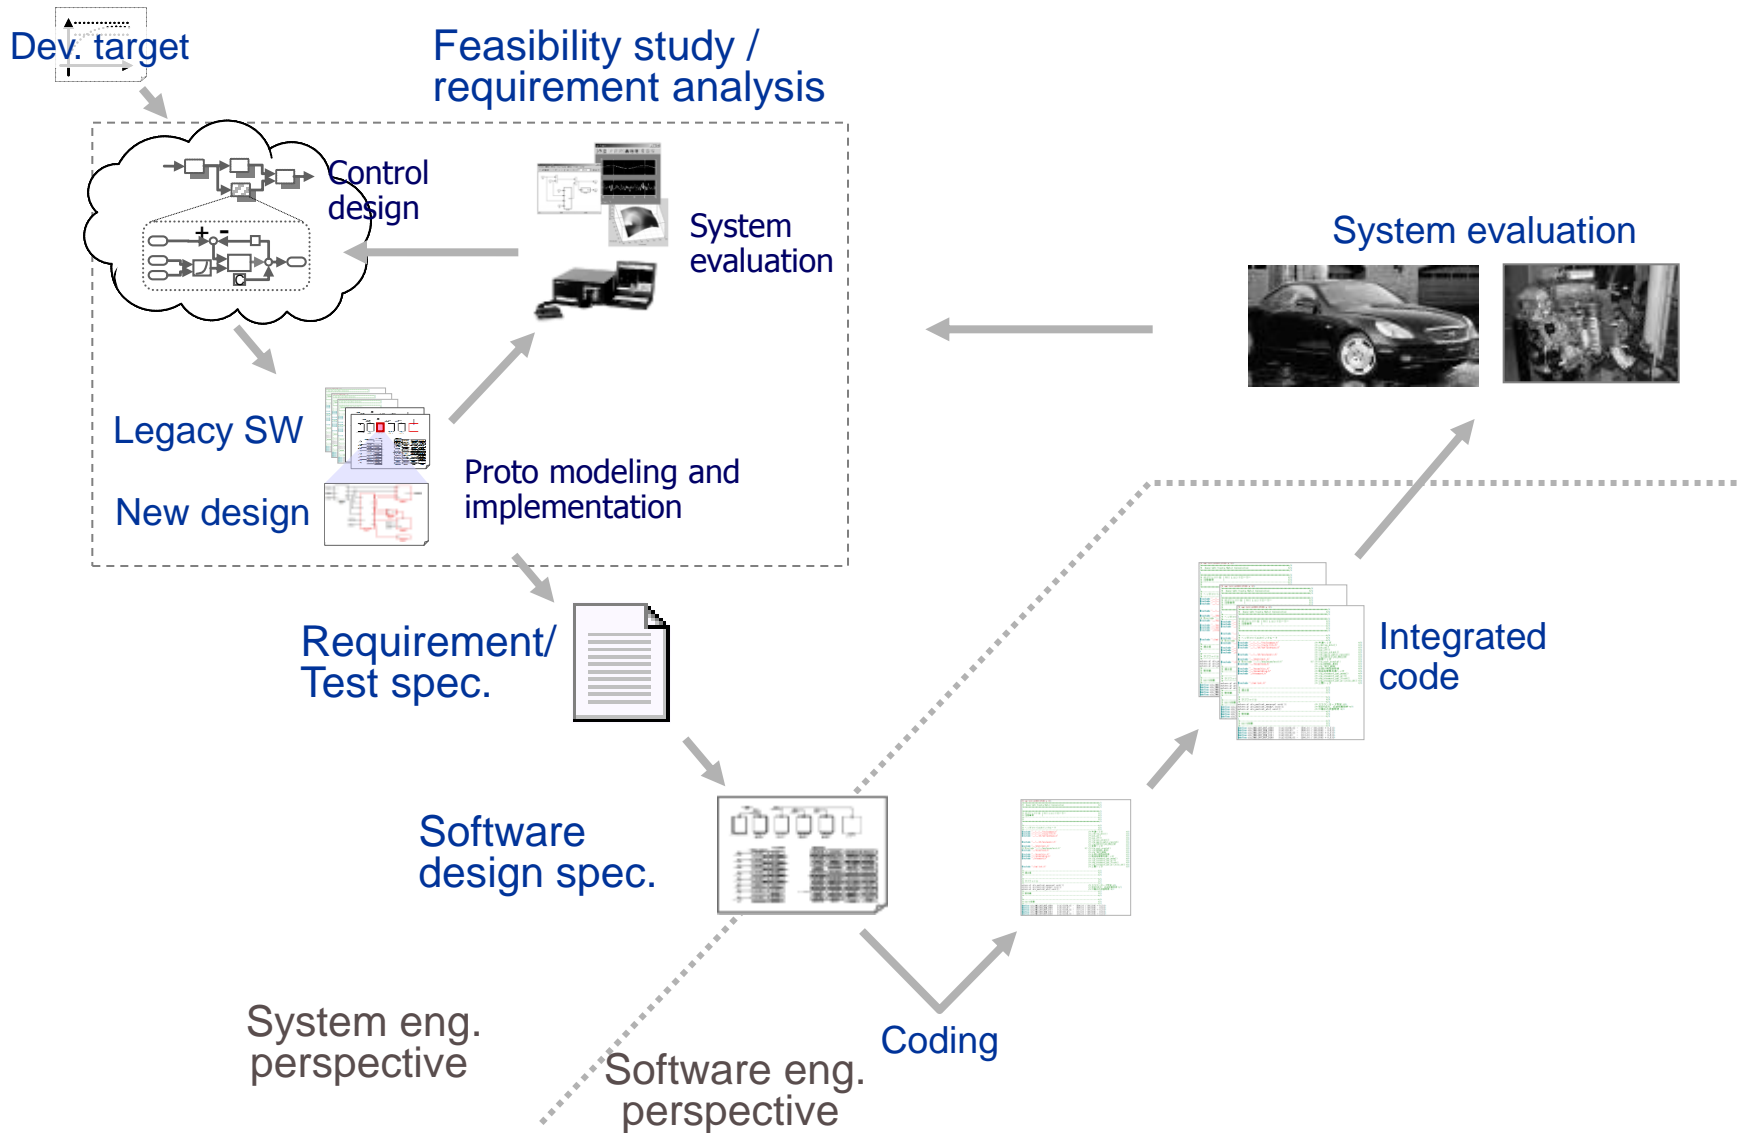 Dev. target
Feasibility study /
requirement analysis
Control
design
+ -
System
evaluation
System evaluation
Legacy SW
New design
Proto modeling and
implementation
Requirement/
Test spec.
Integrated
code
Software
design spec.
Coding
System eng.
perspective
Software eng.
perspective